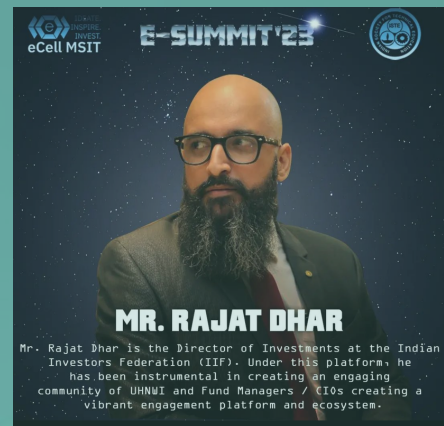 IGNITE.
INSPIRE.
INVEST.
eCell MSIT
E-SUMMIT'23
MR. RAJAT DHAR
Mr. Rajat Dhar is the Director of Investments at the Indian
Investors Federation (IIF). Under this platform, he
has been instrumental in creating an engaging
community of UHNWI and Fund Managers / CIOs creating a
vibrant engagement platform and ecosystem.